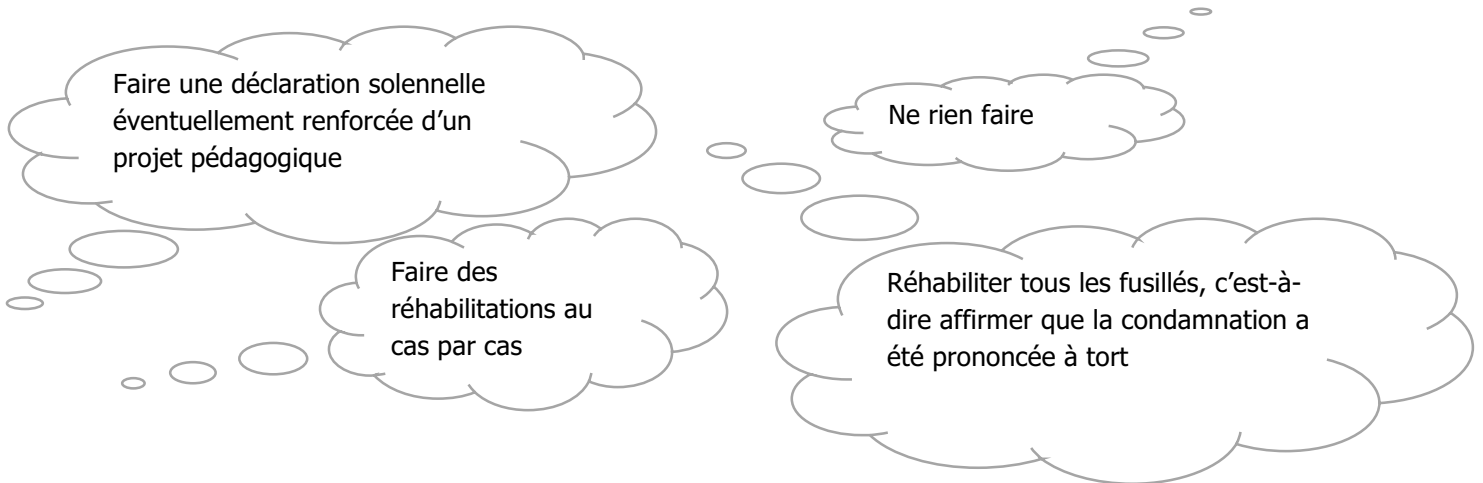 Faire une déclaration solennelle
éventuellement renforcée d’un
projet pédagogique
Ne rien faire
Faire des
réhabilitations au
cas par cas
Réhabiliter tous les fusillés, c’est-à-
dire affirmer que la condamnation a
été prononcée à tort